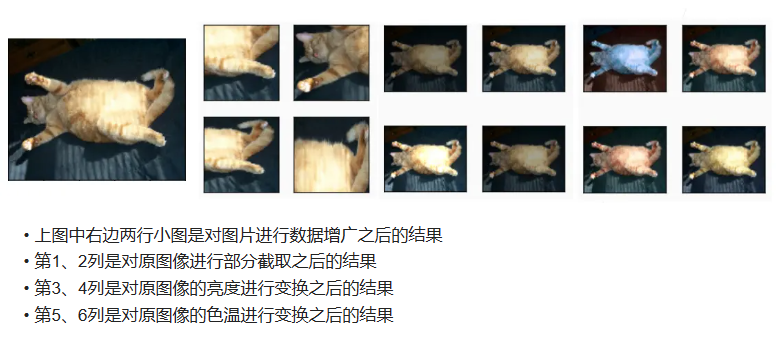 • 上图中右边两行小图是对图片进行数据增广之后的结果
• 第1、2列是对原图像进行部分截取之后的结果
• 第3、4列是对原图像的亮度进行变换之后的结果
• 第5、6列是对原图像的色温进行变换之后的结果